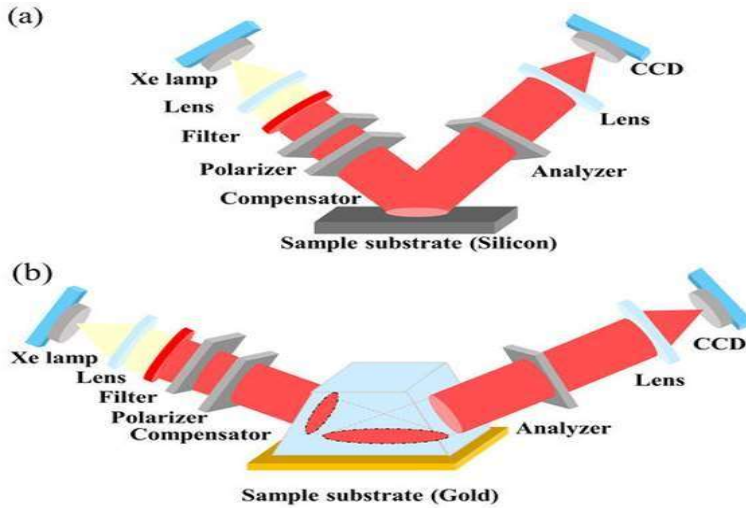 (a)
Xe lamp
Lens
Filter
Polarizer
Compensator
CCD
Lens
Analyzer
Sample substrate (Silicon)
(b)
Xe lamp
Lens
Filter
Polarizer
Compensator
CCD
Lens
Analyzer
Sample substrate (Gold)